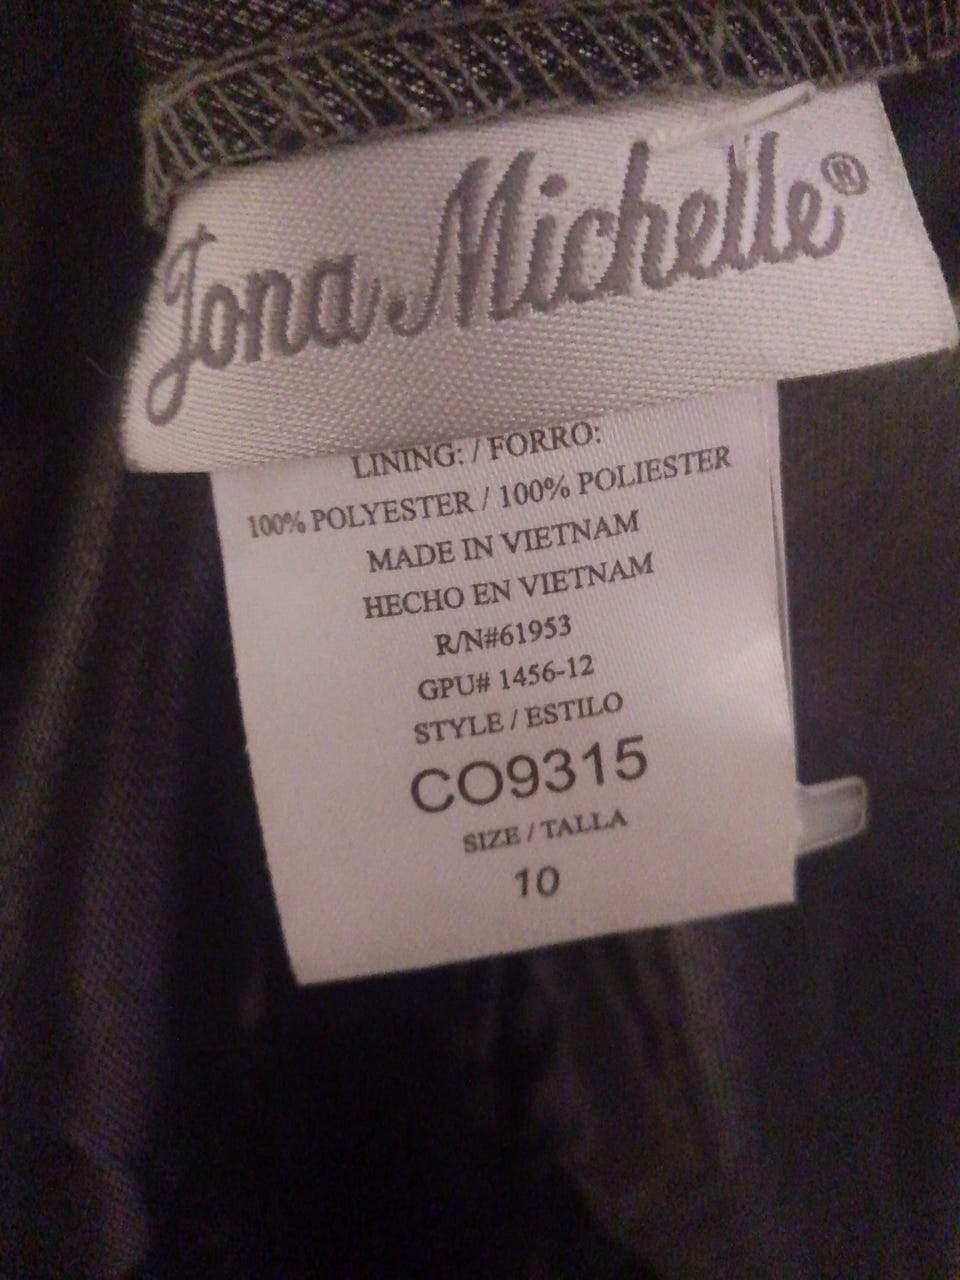 Jona Michelle®
LINING: / FORRO:
100% POLYESTER / 100% POLIESTER
MADE IN VIETNAM
HECHO EN VIETNAM
R/N#61953
GPU# 1456-12
STYLE / ESTILO
CO9315
SIZE / TALLA
10